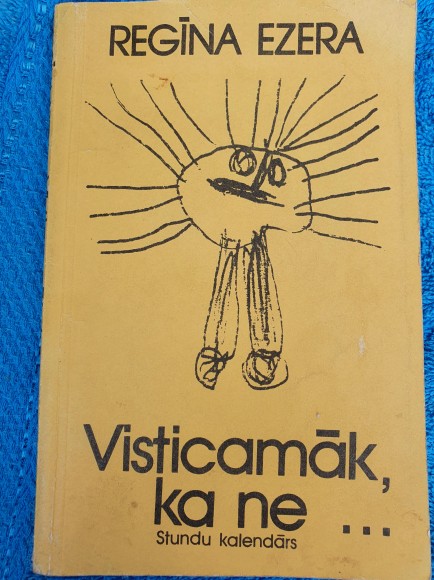 REGĪNA EZERA
Visticamāk,
ka ne ...
Stundu kalendārs